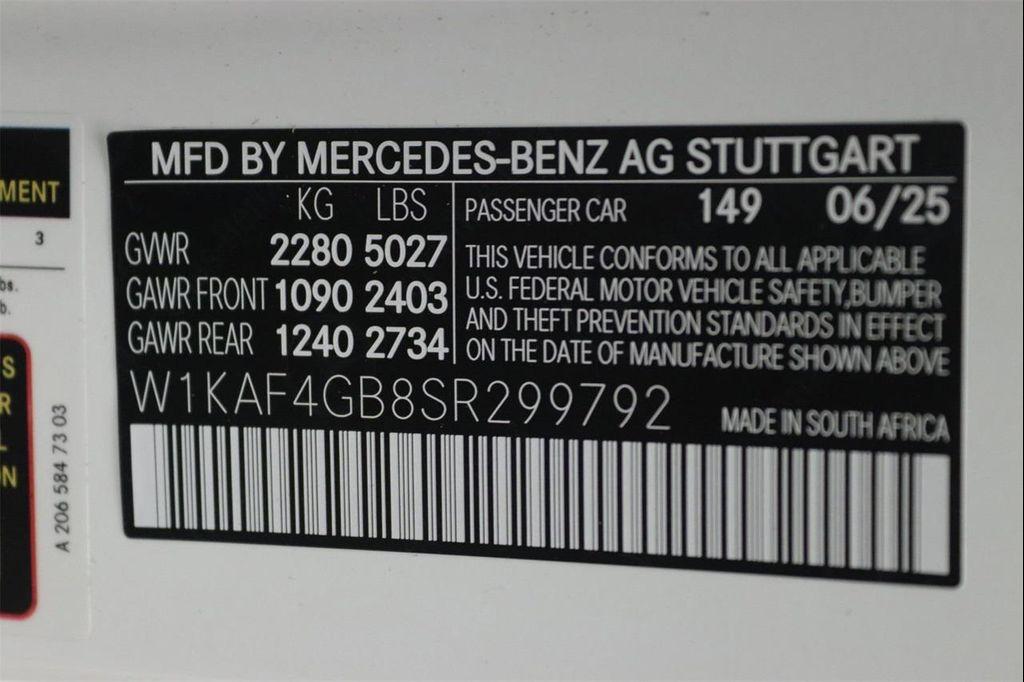 MFD BY MERCEDES-BENZ AG STUTTGART
KG LBS
GVWR 2280 5027
GAWR FRONT 1090 2403
GAWR REAR 1240 2734
PASSENGER CAR 149 06/25
THIS VEHICLE CONFORMS TO ALL APPLICABLE
U.S. FEDERAL MOTOR VEHICLE SAFETY,BUMPER
AND THEFT PREVENTION STANDARDS IN EFFECT
ON THE DATE OF MANUFACTURE SHOWN ABOVE
W1KAF4GB8SR299792
MADE IN SOUTH AFRICA
MENT
3
bs.
b.
S
R
L
ON
A 206 584 73 03